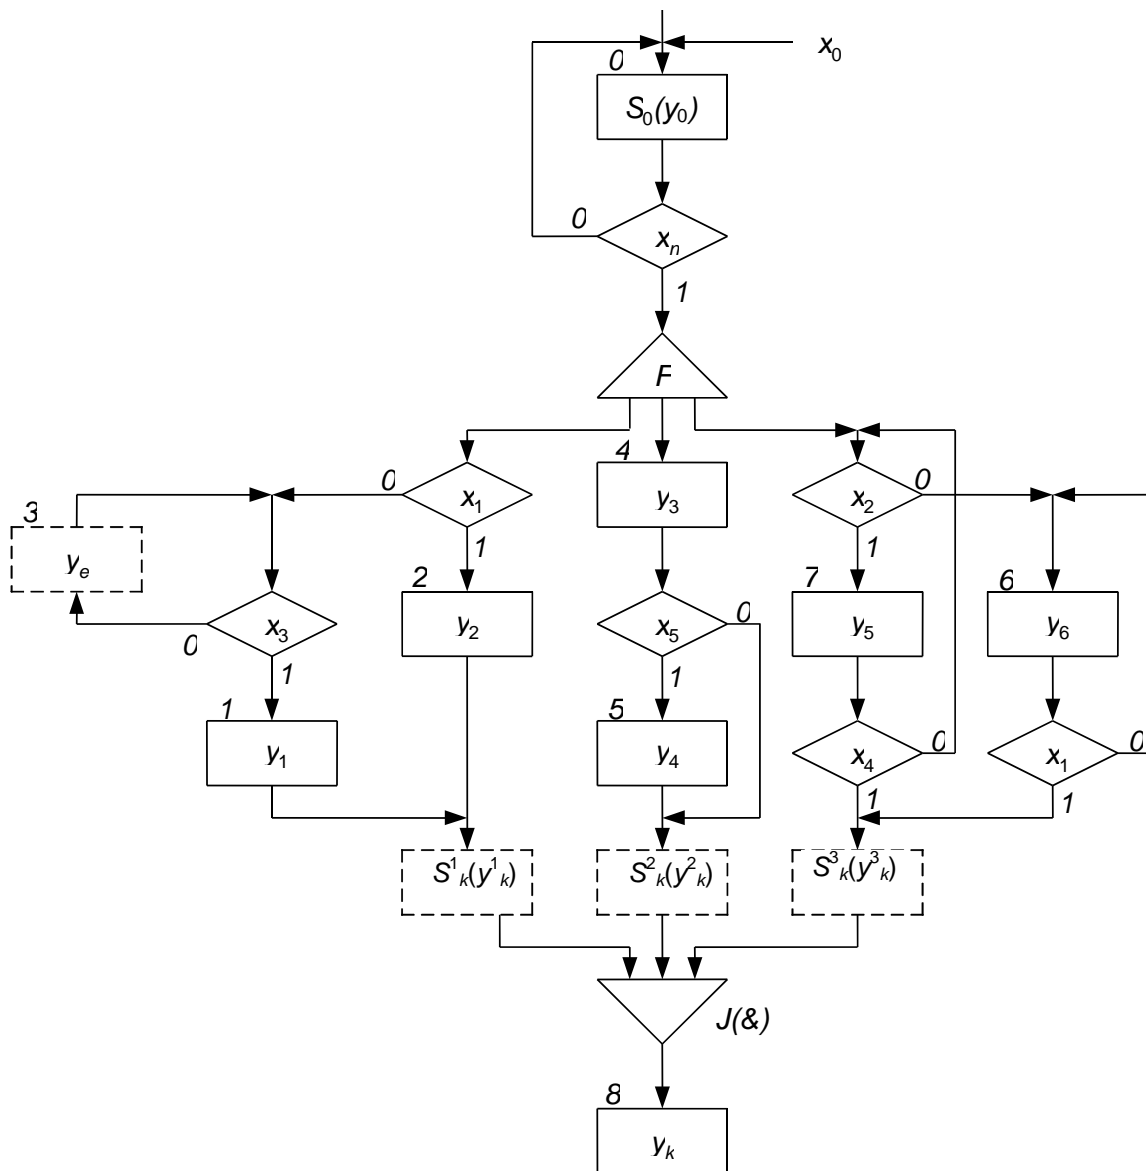 x₀
0
S₀(y₀)
0
xₙ
1
F
4
0
x₁
y₃
x₂
0
3
yₑ
1
1
2
7
6
x₃
y₂
x₅
0
y₅
y₆
0
1
1
1
5
y₁
y₄
x₄
0
x₁
0
1
1
S¹ₖ(y¹ₖ)
S²ₖ(y²ₖ)
S³ₖ(y³ₖ)
J(&)
8
yₖ